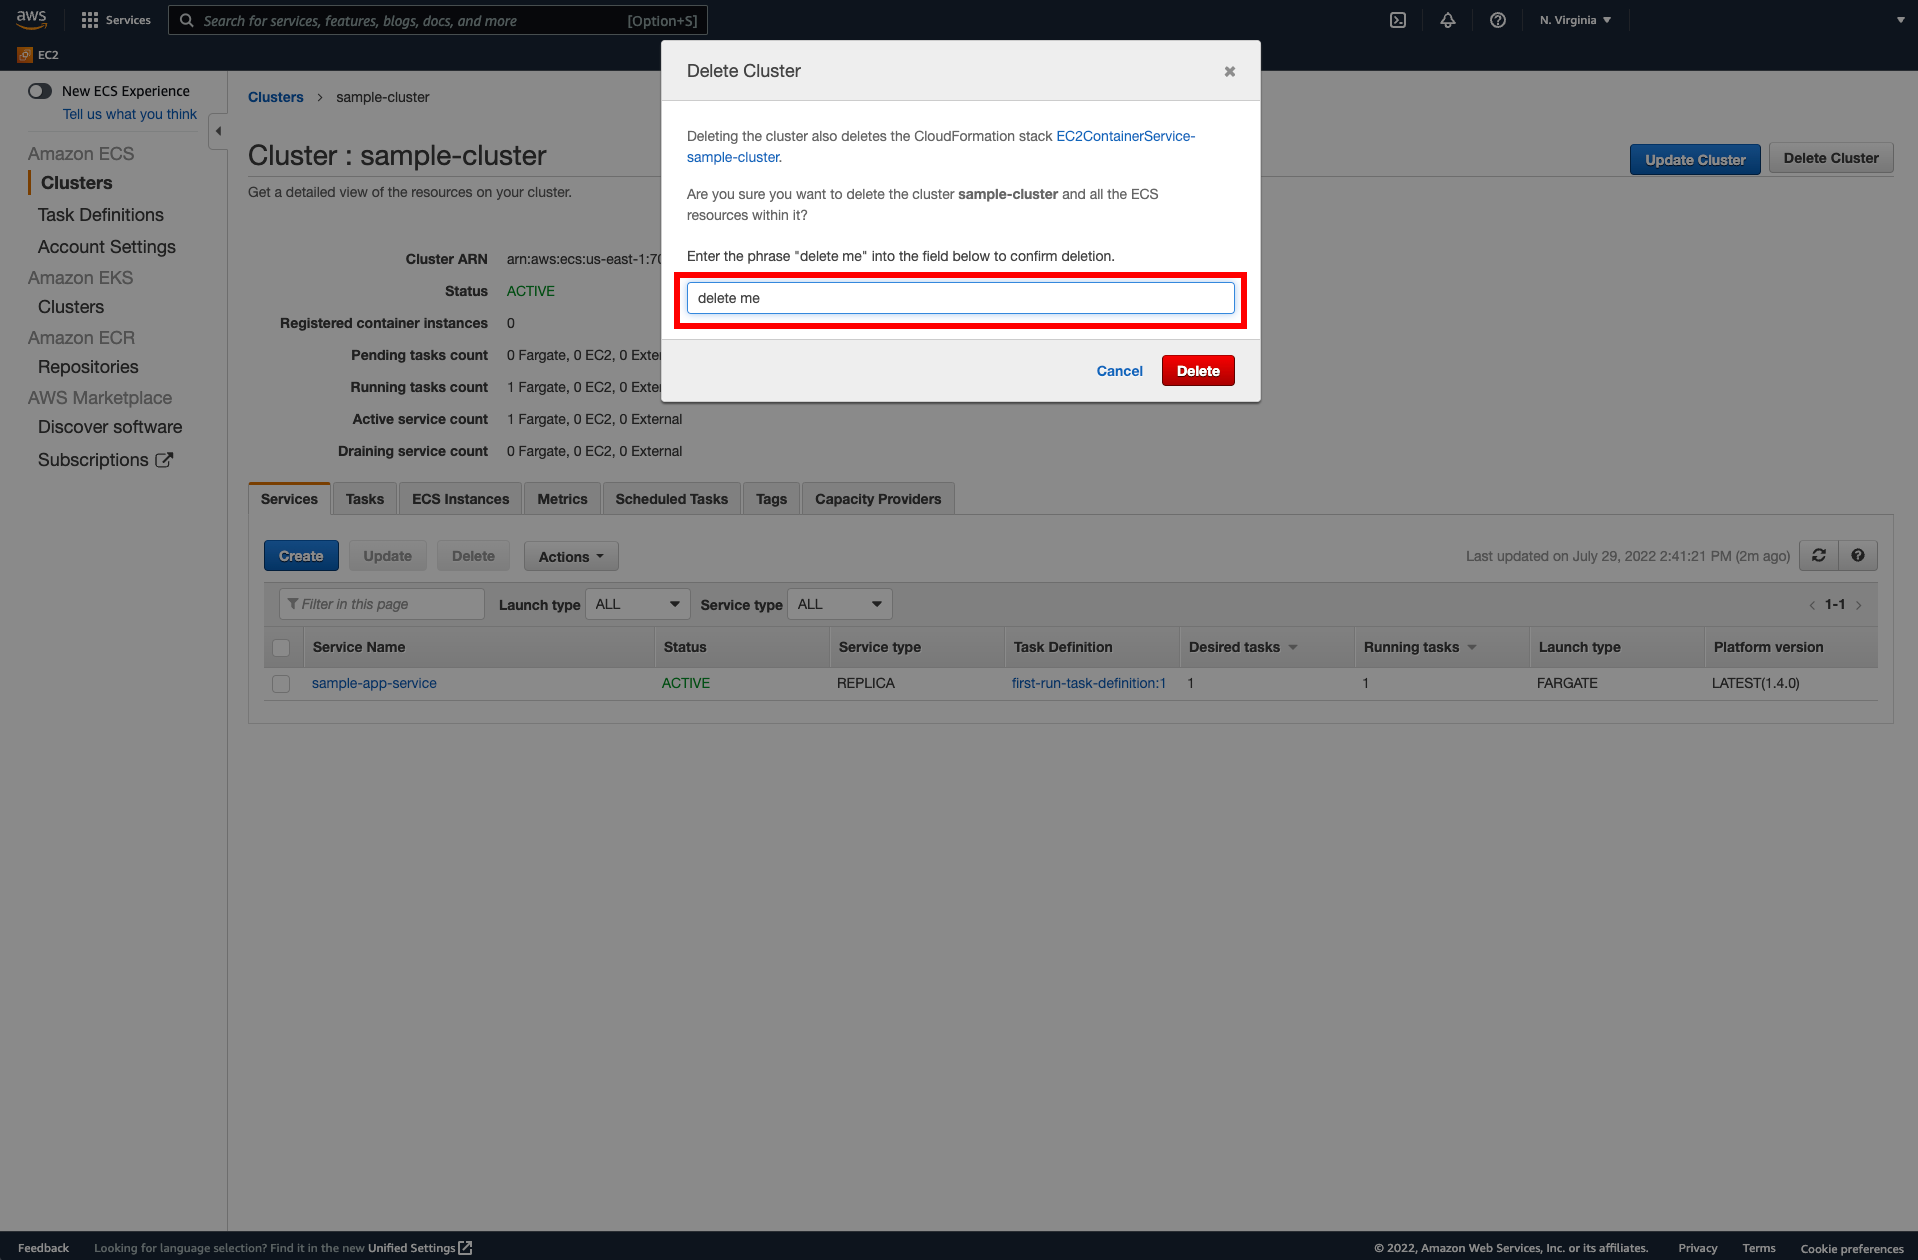 aws
Services
Search for services, features, blogs, docs, and more
[Option+S]
N. Virginia
EC2
New ECS Experience
Tell us what you think
Amazon ECS
Clusters
Task Definitions
Account Settings
Amazon EKS
Clusters
Amazon ECR
Repositories
AWS Marketplace
Discover software
Subscriptions
Clusters > sample-cluster
Cluster : sample-cluster
Get a detailed view of the resources on your cluster.
Update Cluster
Delete Cluster
Cluster ARN arn:aws:ecs:us-east-1:70
Status ACTIVE
Registered container instances 0
Pending tasks count 0 Fargate, 0 EC2, 0 Exte
Running tasks count 1 Fargate, 0 EC2, 0 Exte
Active service count 1 Fargate, 0 EC2, 0 External
Draining service count 0 Fargate, 0 EC2, 0 External
Delete Cluster
Deleting the cluster also deletes the CloudFormation stack EC2ContainerService-
sample-cluster.
Are you sure you want to delete the cluster sample-cluster and all the ECS
resources within it?
Enter the phrase "delete me" into the field below to confirm deletion.
delete me
Cancel
Delete
Services Tasks ECS Instances Metrics Scheduled Tasks Tags Capacity Providers
Create Update Delete Actions
Last updated on July 29, 2022 2:41:21 PM (2m ago)
Filter in this page Launch type ALL Service type ALL
< 1-1 >
Service Name Status Service type Task Definition Desired tasks Running tasks Launch type Platform version
sample-app-service ACTIVE REPLICA first-run-task-definition:1 1 1 FARGATE LATEST(1.4.0)
Feedback Looking for language selection? Find it in the new Unified Settings
© 2022, Amazon Web Services, Inc. or its affiliates. Privacy Terms Cookie preferences